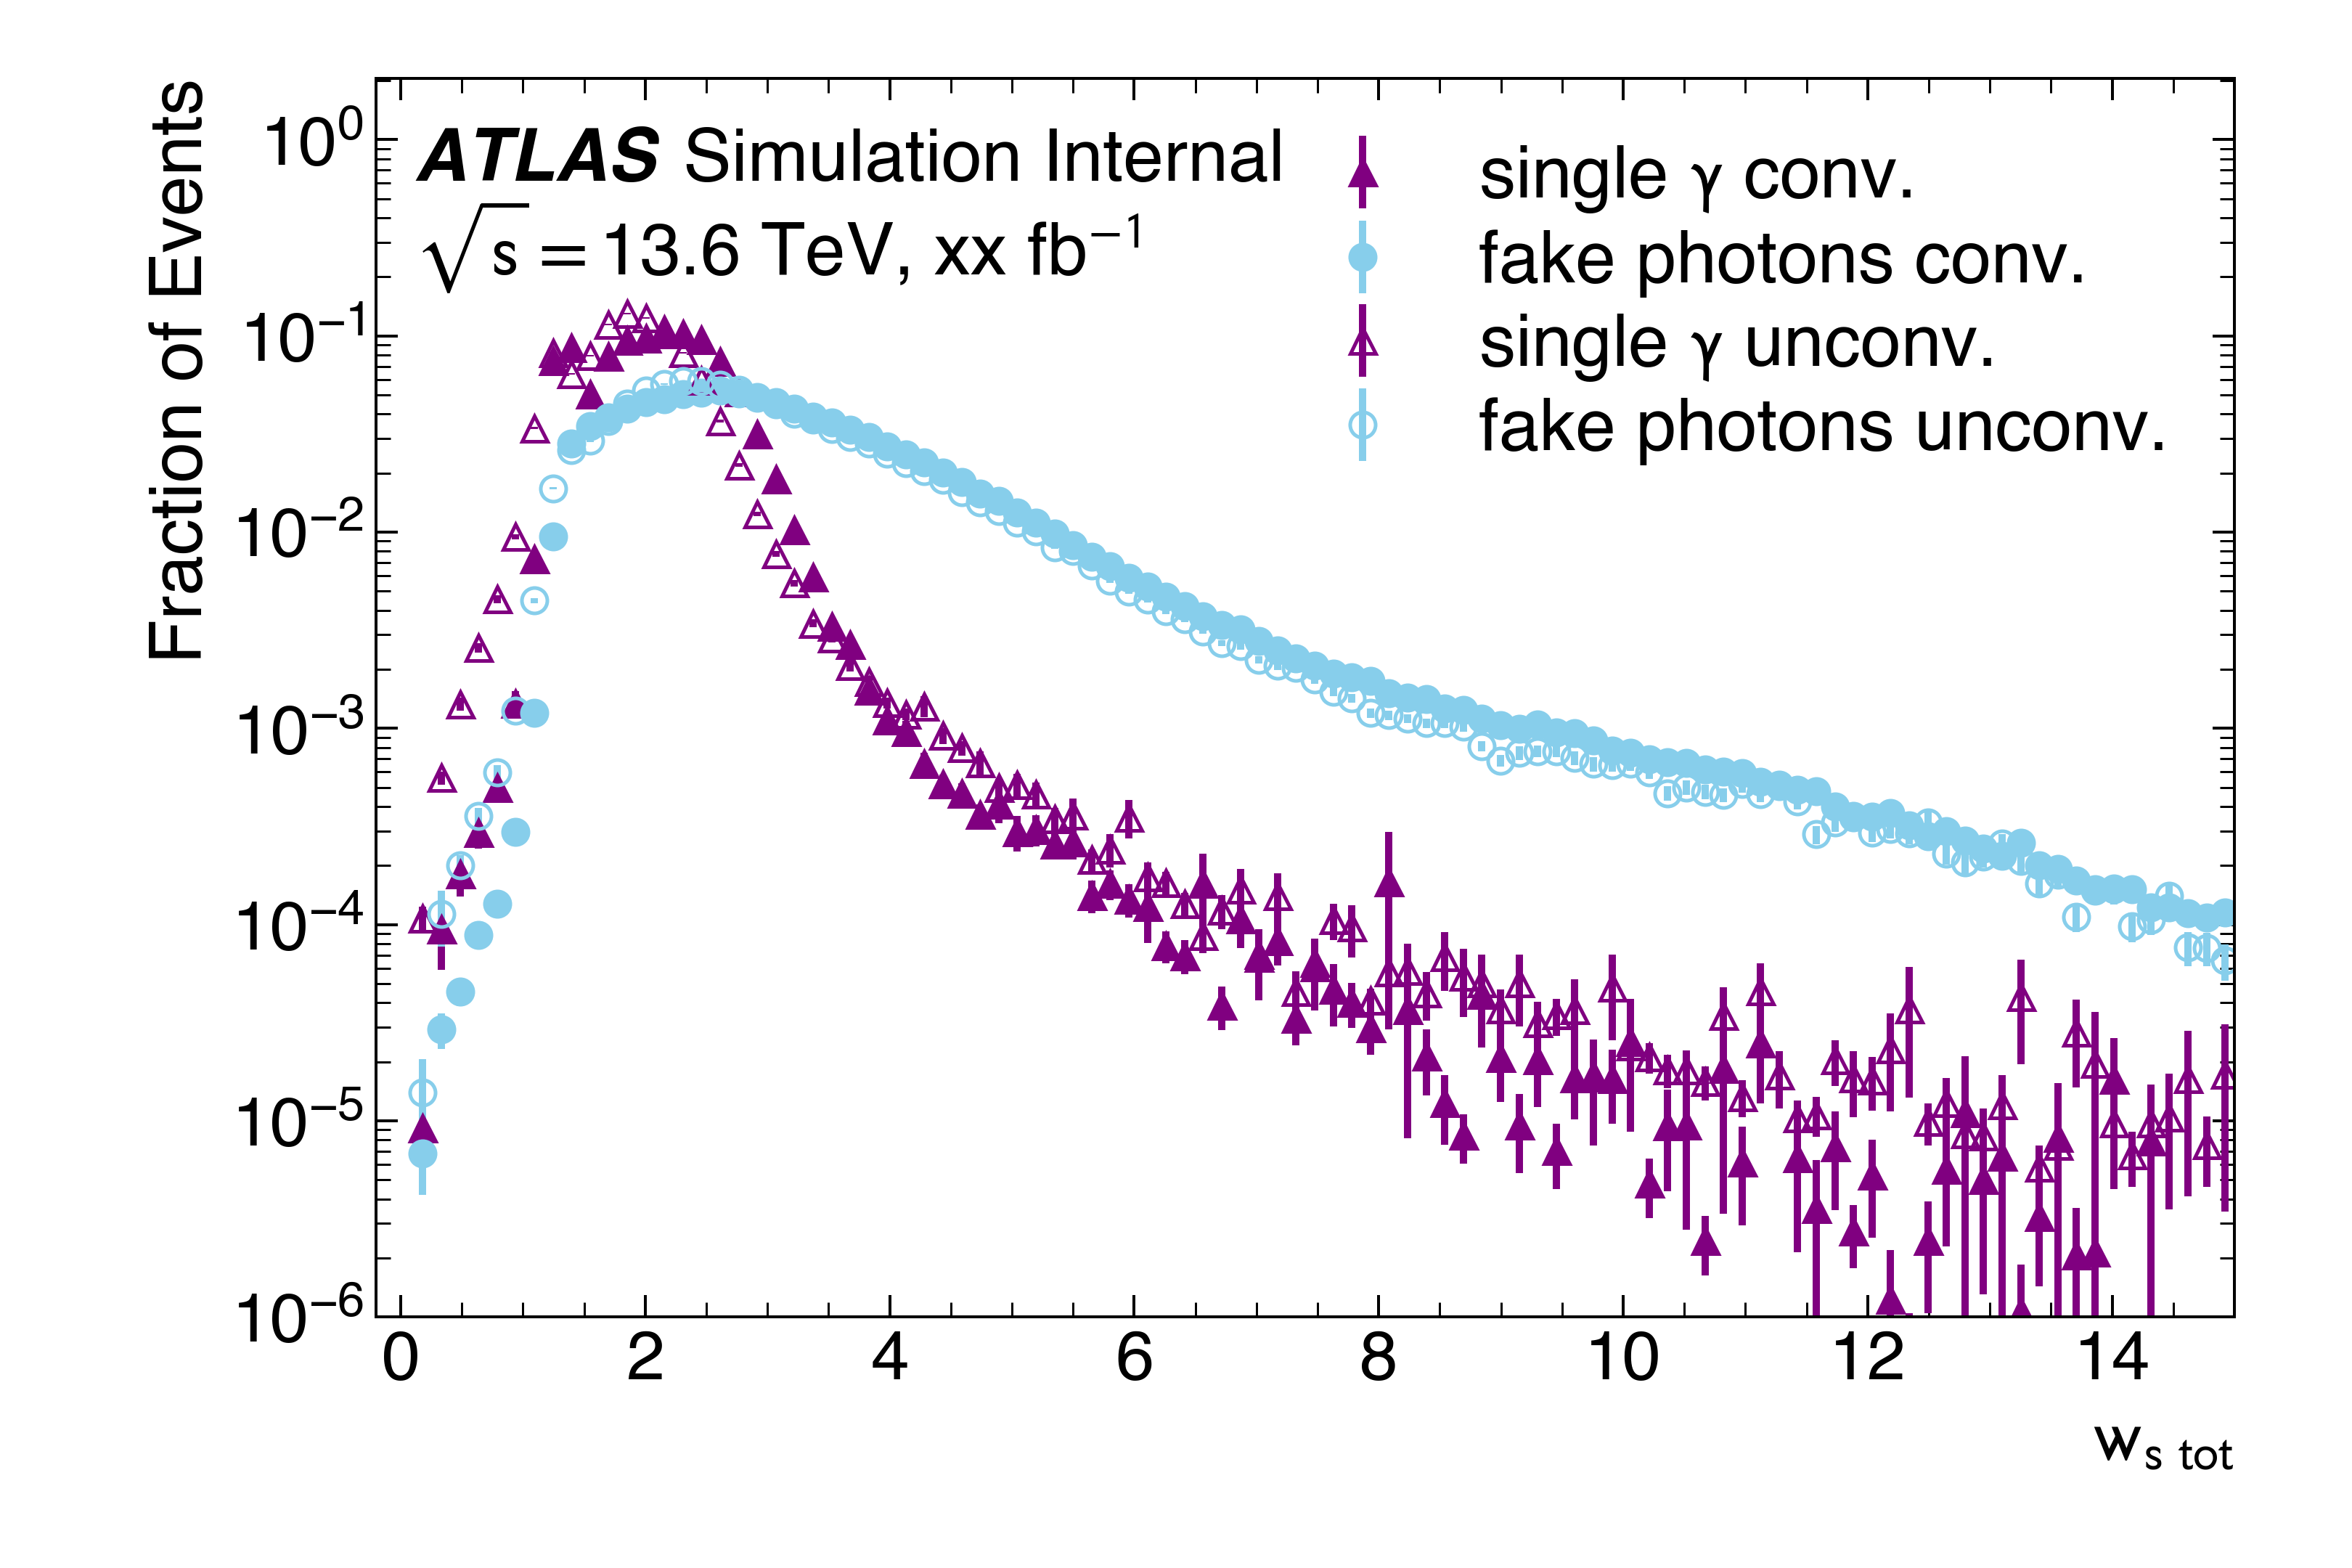 Fraction of Events
10⁰
10⁻¹
10⁻²
10⁻³
10⁻⁴
10⁻⁵
10⁻⁶
ATLAS Simulation Internal
√s = 13.6 TeV, xx fb⁻¹
single γ conv.
fake photons conv.
single γ unconv.
fake photons unconv.
0 2 4 6 8 10 12 14
w_{s tot}